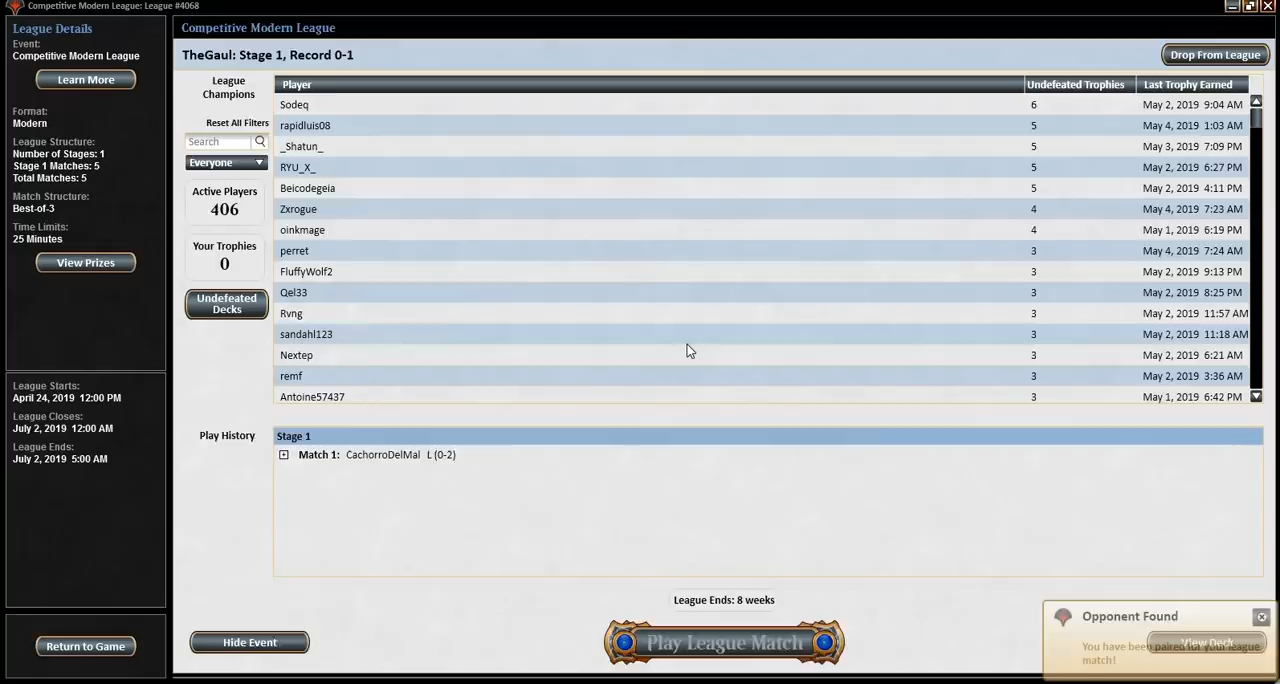 Competitive Modern League: League #4068
League Details
Event:
Competitive Modern League
Learn More
Format:
Modern
League Structure:
Number of Stages: 1
Stage 1 Matches: 5
Total Matches: 5
Match Structure:
Best-of-3
Time Limits:
25 Minutes
View Prizes
League Starts:
April 24, 2019 12:00 PM
League Closes:
July 2, 2019 12:00 AM
League Ends:
July 2, 2019 5:00 AM
Return to Game
Competitive Modern League
TheGaul: Stage 1, Record 0-1
Drop From League
League
Champions
Reset All Filters
Search
Everyone
Active Players
406
Your Trophies
0
Undefeated
Decks
Player Undefeated Trophies Last Trophy Earned
Sodeq 6 May 2, 2019 9:04 AM
rapidluis08 5 May 4, 2019 1:03 AM
_Shatun_ 5 May 3, 2019 7:09 PM
RYU_X_ 5 May 2, 2019 6:27 PM
Beicodegeia 5 May 2, 2019 4:11 PM
Zxrogue 4 May 4, 2019 7:23 AM
oinkmage 4 May 1, 2019 6:19 PM
perret 3 May 4, 2019 7:24 AM
FluffyWolf2 3 May 2, 2019 9:13 PM
Qel33 3 May 2, 2019 8:25 PM
Rvng 3 May 2, 2019 11:57 AM
sandahl123 3 May 2, 2019 11:18 AM
Nextep 3 May 2, 2019 6:21 AM
remf 3 May 2, 2019 3:36 AM
Antoine57437 3 May 1, 2019 6:42 PM
Play History
Stage 1
Match 1: CachorroDelMal L (0-2)
League Ends: 8 weeks
Hide Event
Play League Match
Opponent Found
View Deck
You have been paired for your league
match!